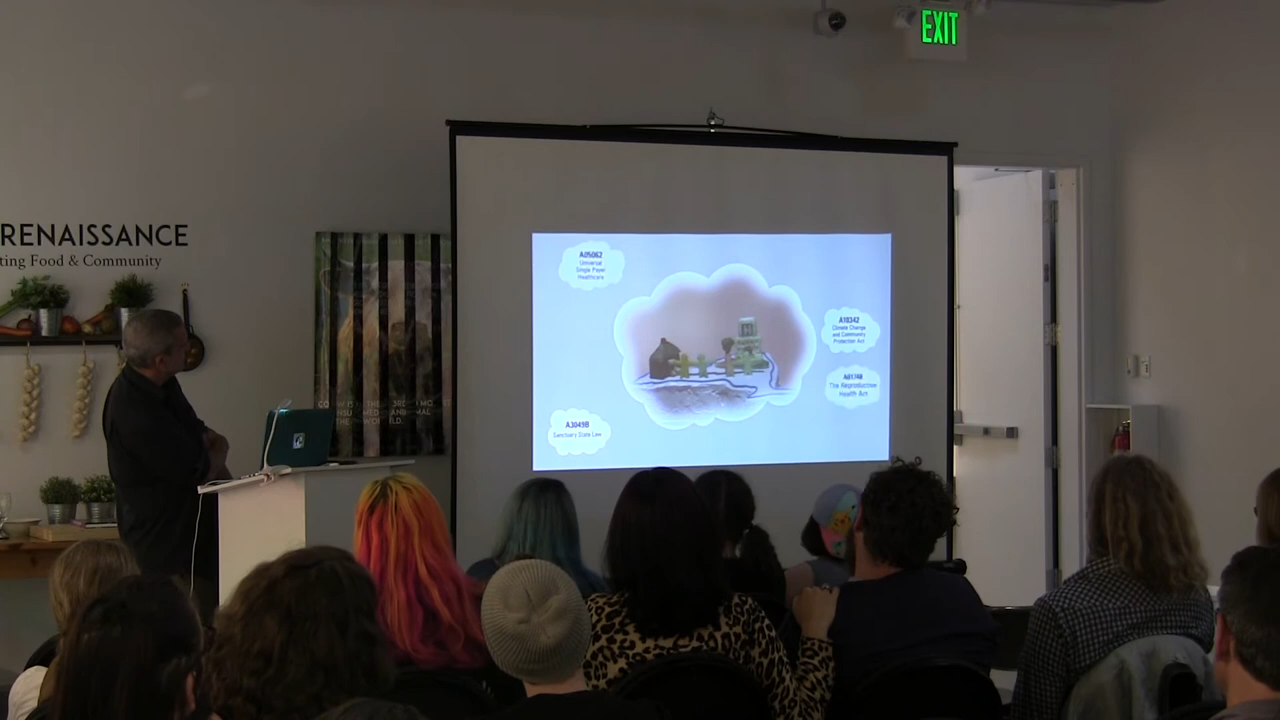 EXIT
RENAISSANCE
ting Food & Community
A05062
Universal
Single Payer
Healthcare
A10342
Climate Change
and Community
Protection Act
A01748
The Reproductive
Health Act
A3049B
Sanctuary State Law